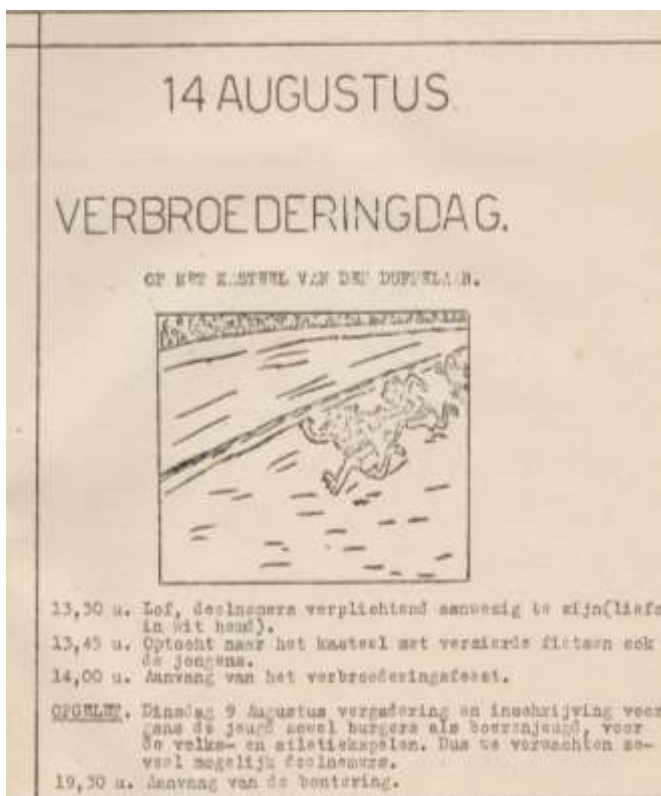 14 AUGUSTUS.
VERBROEDERINGDAG.
OP HET KASTEEL VAN DER DUFFELAAR.
13,30 u. Lof, deelnemers verplichtend aanwezig te zijn(liefs
in wit hemd).
13,45 u. Optocht naar het kasteel met versierde fietsen ook
de jongens.
14,00 u. Aanvang van het verbroederingsfeest.
OPGELET. Dinsdag 9 Augustus vergadering en inschrijving voor
gans de jeugd zowel burgers als boerenjeugd, voor
de volks- en atletiekspelen. Dus we verwachten zo-
veel mogelijk deelnemers.
19,30 u. Aanvang van de